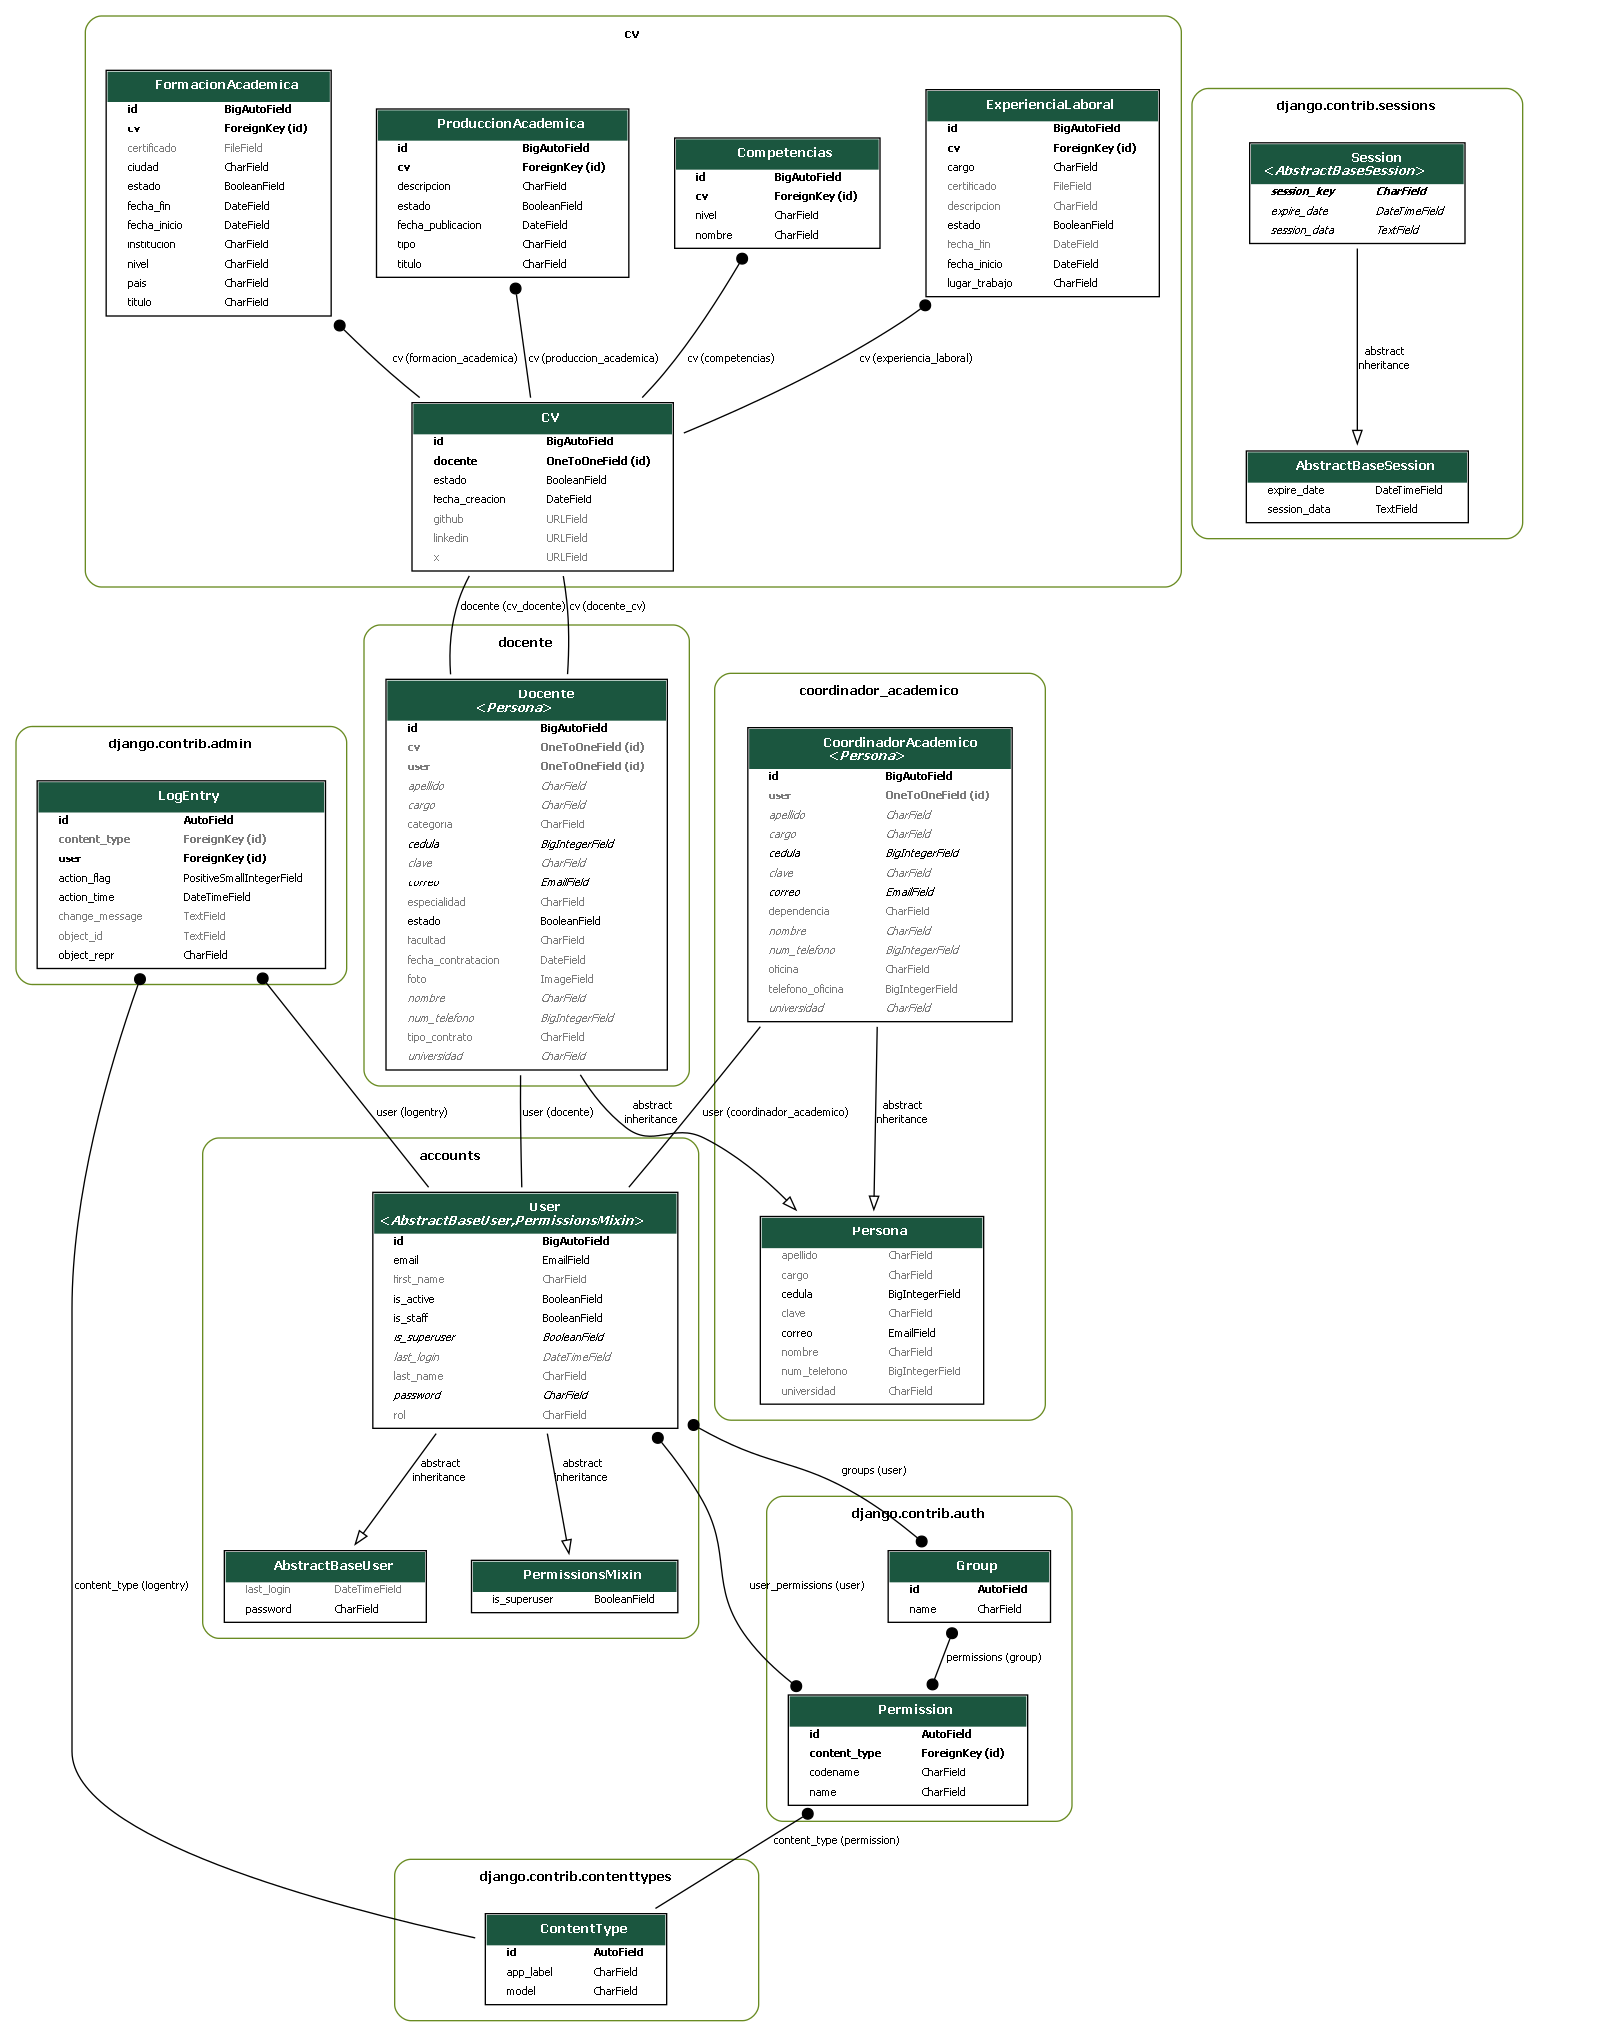 cv
FormacionAcademica
id BigAutoField
cv ForeignKey (id)
certificado FileField
ciudad CharField
estado BooleanField
fecha_fin DateField
fecha_inicio DateField
institucion CharField
nivel CharField
pais CharField
titulo CharField
ProduccionAcademica
id BigAutoField
cv ForeignKey (id)
descripcion CharField
estado BooleanField
fecha_publicacion DateField
tipo CharField
titulo CharField
Competencias
id BigAutoField
cv ForeignKey (id)
nivel CharField
nombre CharField
ExperienciaLaboral
id BigAutoField
cv ForeignKey (id)
cargo CharField
certificado FileField
descripcion CharField
estado BooleanField
fecha_fin DateField
fecha_inicio DateField
lugar_trabajo CharField
django.contrib.sessions
Session
<AbstractBaseSession>
session_key CharField
expire_date DateTimeField
session_data TextField
cv (formacion_academica)
cv (produccion_academica)
cv (competencias)
cv (experiencia_laboral)
abstract
inheritance
CV
id BigAutoField
docente OneToOneField (id)
estado BooleanField
fecha_creacion DateField
github URLField
linkedin URLField
x URLField
AbstractBaseSession
expire_date DateTimeField
session_data TextField
docente (cv_docente)
cv (docente_cv)
docente
Docente
<Persona>
id BigAutoField
cv OneToOneField (id)
user OneToOneField (id)
apellido CharField
cargo CharField
categoria CharField
cedula BigIntegerField
clave CharField
correo EmailField
especialidad CharField
estado BooleanField
facultad CharField
fecha_contratacion DateField
foto ImageField
nombre CharField
num_telefono BigIntegerField
tipo_contrato CharField
universidad CharField
coordinador_academico
CoordinadorAcademico
<Persona>
id BigAutoField
user OneToOneField (id)
apellido CharField
cargo CharField
cedula BigIntegerField
clave CharField
correo EmailField
dependencia CharField
nombre CharField
num_telefono BigIntegerField
oficina CharField
telefono_oficina BigIntegerField
universidad CharField
django.contrib.admin
LogEntry
id AutoField
content_type ForeignKey (id)
user ForeignKey (id)
action_flag PositiveSmallIntegerField
action_time DateTimeField
change_message TextField
object_id TextField
object_repr CharField
user (logentry)
user (docente)
abstract
inheritance
user (coordinador_academico)
abstract
inheritance
accounts
User
<AbstractBaseUser,PermissionsMixin>
id BigAutoField
email EmailField
first_name CharField
is_active BooleanField
is_staff BooleanField
is_superuser BooleanField
last_login DateTimeField
last_name CharField
password CharField
rol CharField
Persona
apellido CharField
cargo CharField
cedula BigIntegerField
clave CharField
correo EmailField
nombre CharField
num_telefono BigIntegerField
universidad CharField
abstract
inheritance
abstract
inheritance
groups (user)
AbstractBaseUser
last_login DateTimeField
password CharField
PermissionsMixin
is_superuser BooleanField
content_type (logentry)
user_permissions (user)
django.contrib.auth
Group
id AutoField
name CharField
permissions (group)
Permission
id AutoField
content_type ForeignKey (id)
codename CharField
name CharField
content_type (permission)
django.contrib.contenttypes
ContentType
id AutoField
app_label CharField
model CharField